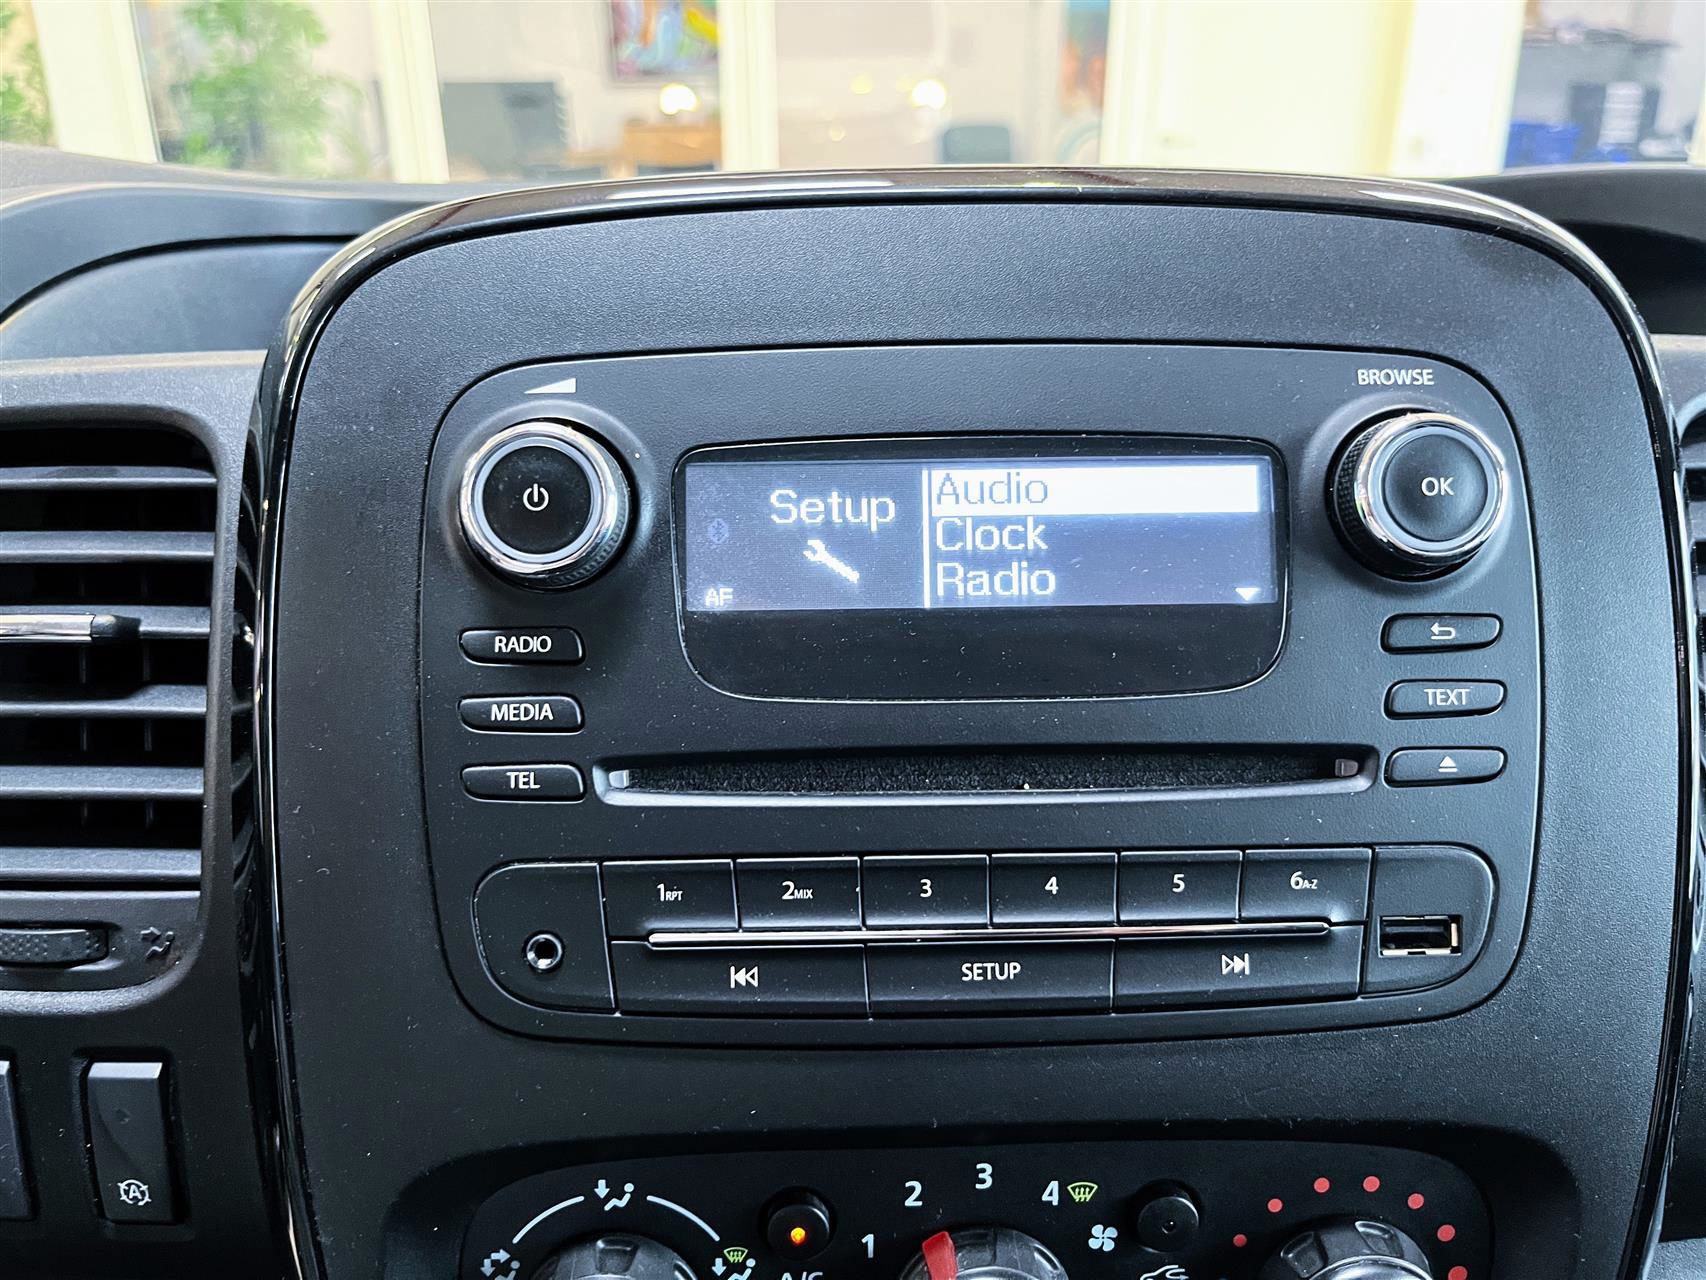 BROWSE
OK
Setup
AF
Audio
Clock
Radio
RADIO
MEDIA
TEL
TEXT
1RPT
2MIX
3
4
5
6A-Z
SETUP
A
1
2
3
4
A/C